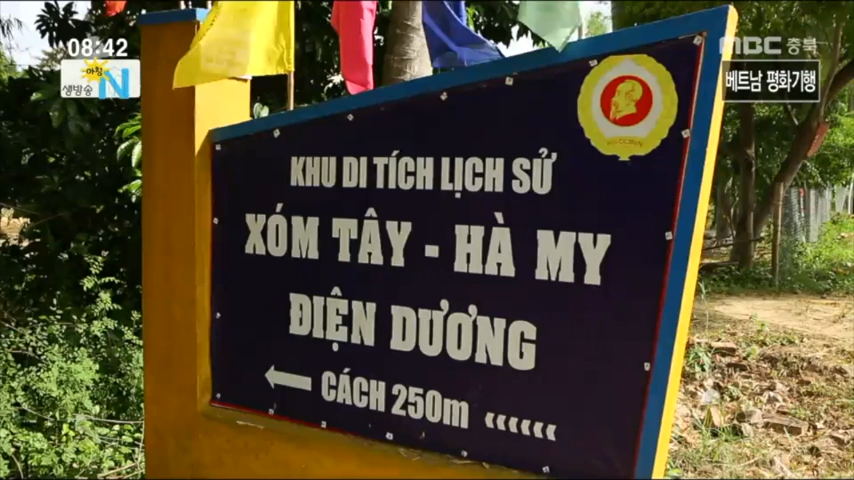 08:42
MBC 충북
생방송 아침 N
베트남 평화기행
KHU DI TÍCH LỊCH SỬ
XÓM TÂY - HÀ MY
ĐIỆN DƯƠNG
CÁCH 250m